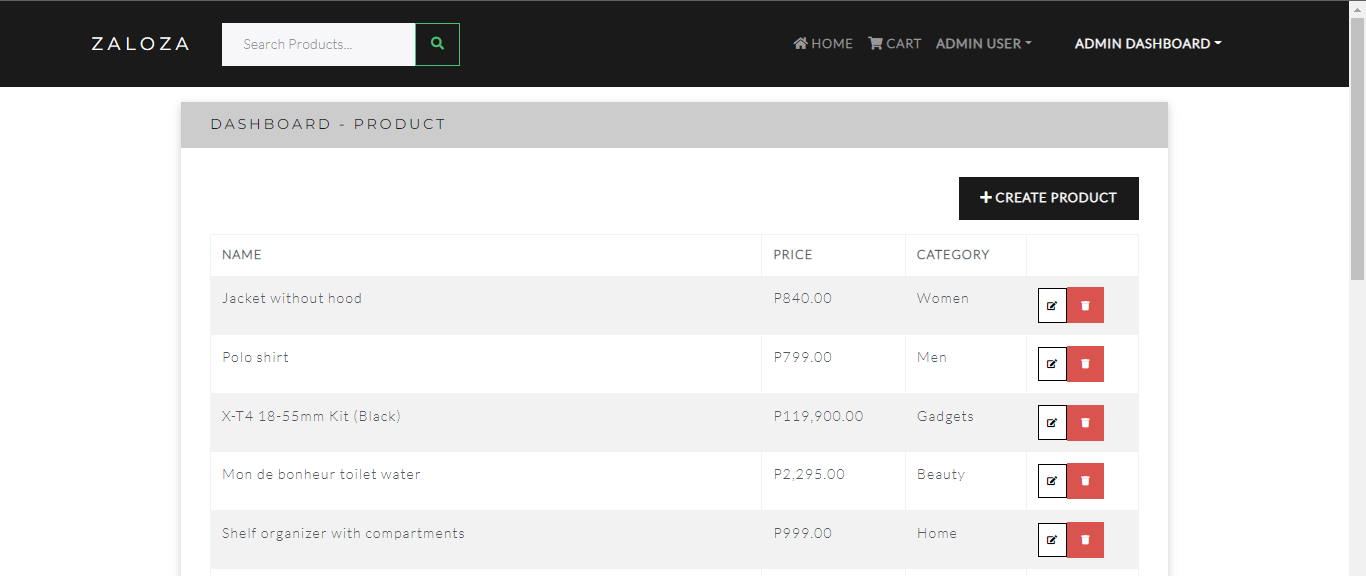 ZALOZA Search Products... HOME CART ADMIN USER ADMIN DASHBOARD
DASHBOARD - PRODUCT
CREATE PRODUCT
NAME PRICE CATEGORY
Jacket without hood P840.00 Women
Polo shirt P799.00 Men
X-T4 18-55mm Kit (Black) P119,900.00 Gadgets
Mon de bonheur toilet water P2,295.00 Beauty
Shelf organizer with compartments P999.00 Home